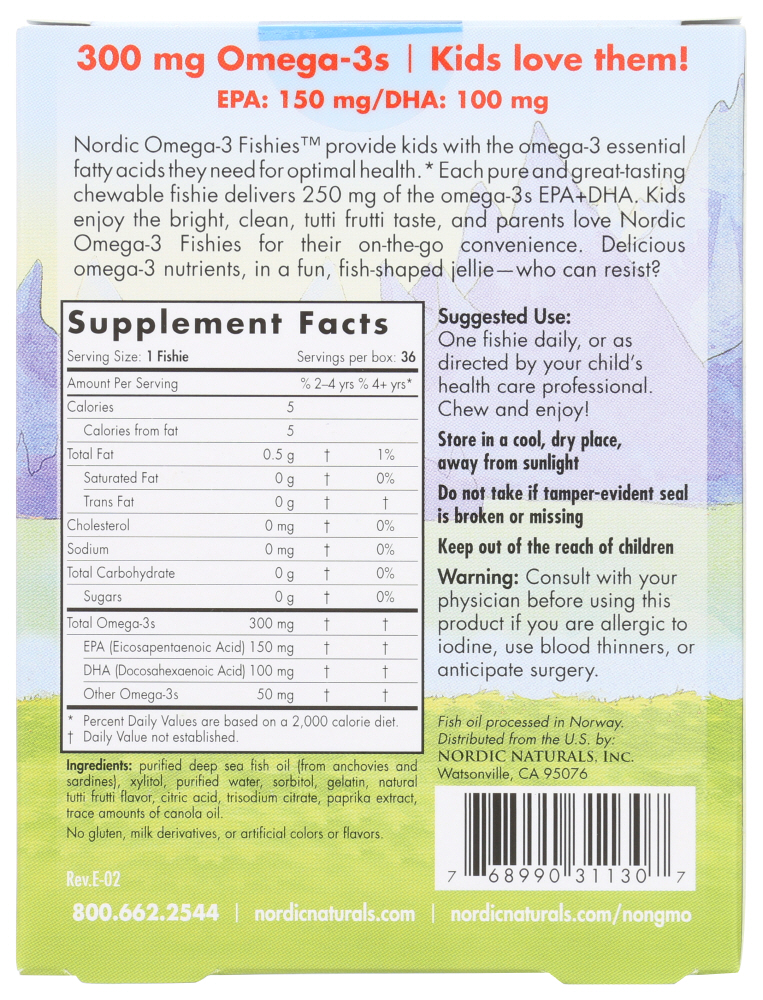 300 mg Omega-3s | Kids love them!
EPA: 150 mg/DHA: 100 mg
Nordic Omega-3 Fishies™ provide kids with the omega-3 essential
fatty acids they need for optimal health.* Each pure and great-tasting
chewable fishie delivers 250 mg of the omega-3s EPA+DHA. Kids
enjoy the bright, clean, tutti frutti taste, and parents love Nordic
Omega-3 Fishies for their on-the-go convenience. Delicious
omega-3 nutrients, in a fun, fish-shaped jellie—who can resist?
Supplement Facts
Serving Size: 1 Fishie Servings per box: 36
Amount Per Serving % 2–4 yrs % 4+ yrs*
Calories 5
Calories from fat 5
Total Fat 0.5 g † 1%
Saturated Fat 0 g † 0%
Trans Fat 0 g † †
Cholesterol 0 mg † 0%
Sodium 0 mg † 0%
Total Carbohydrate 0 g † 0%
Sugars 0 g † 0%
Total Omega-3s 300 mg † †
EPA (Eicosapentaenoic Acid) 150 mg † †
DHA (Docosahexaenoic Acid) 100 mg † †
Other Omega-3s 50 mg † †
* Percent Daily Values are based on a 2,000 calorie diet.
† Daily Value not established.
Ingredients: purified deep sea fish oil (from anchovies and
sardines), xylitol, purified water, sorbitol, gelatin, natural
tutti frutti flavor, citric acid, trisodium citrate, paprika extract,
trace amounts of canola oil.
No gluten, milk derivatives, or artificial colors or flavors.
Suggested Use:
One fishie daily, or as
directed by your child's
health care professional.
Chew and enjoy!
Store in a cool, dry place,
away from sunlight
Do not take if tamper-evident seal
is broken or missing
Keep out of the reach of children
Warning: Consult with your
physician before using this
product if you are allergic to
iodine, use blood thinners, or
anticipate surgery.
Fish oil processed in Norway.
Distributed from the U.S. by:
NORDIC NATURALS, INC.
Watsonville, CA 95076
7 68990 31130 7
Rev.E-02
800.662.2544 | nordicnaturals.com | nordicnaturals.com/nongmo